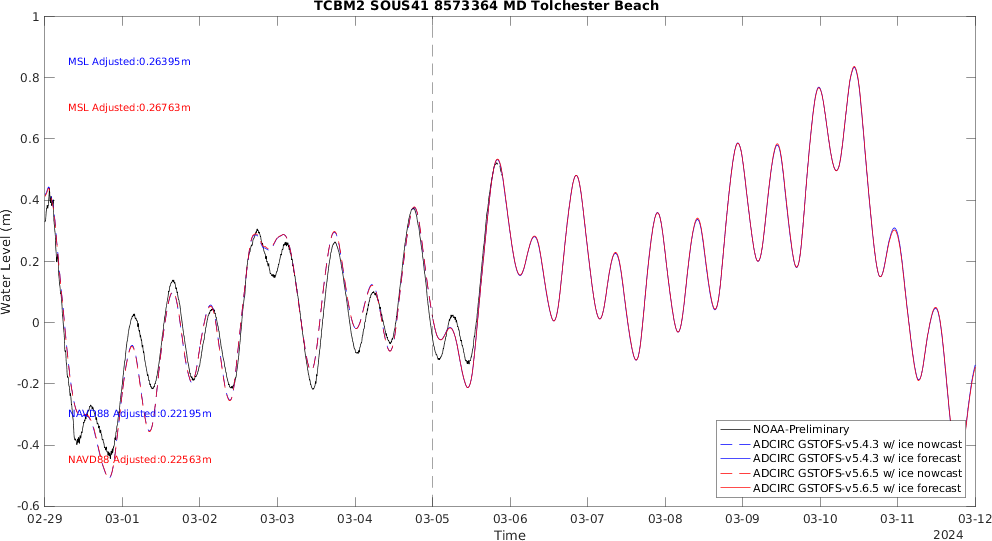 TCBM2 SOUS41 8573364 MD Tolchester Beach
1
0.8
0.6
0.4
0.2
0
-0.2
-0.4
-0.6
Water Level (m)
MSL Adjusted:0.26395m
MSL Adjusted:0.26763m
NAVD88 Adjusted:0.22195m
NAVD88 Adjusted:0.22563m
NOAA-Preliminary
ADCIRC GSTOFS-v5.4.3 w/ ice nowcast
ADCIRC GSTOFS-v5.4.3 w/ ice forecast
ADCIRC GSTOFS-v5.6.5 w/ ice nowcast
ADCIRC GSTOFS-v5.6.5 w/ ice forecast
02-29 03-01 03-02 03-03 03-04 03-05 03-06 03-07 03-08 03-09 03-10 03-11 03-12
Time
2024